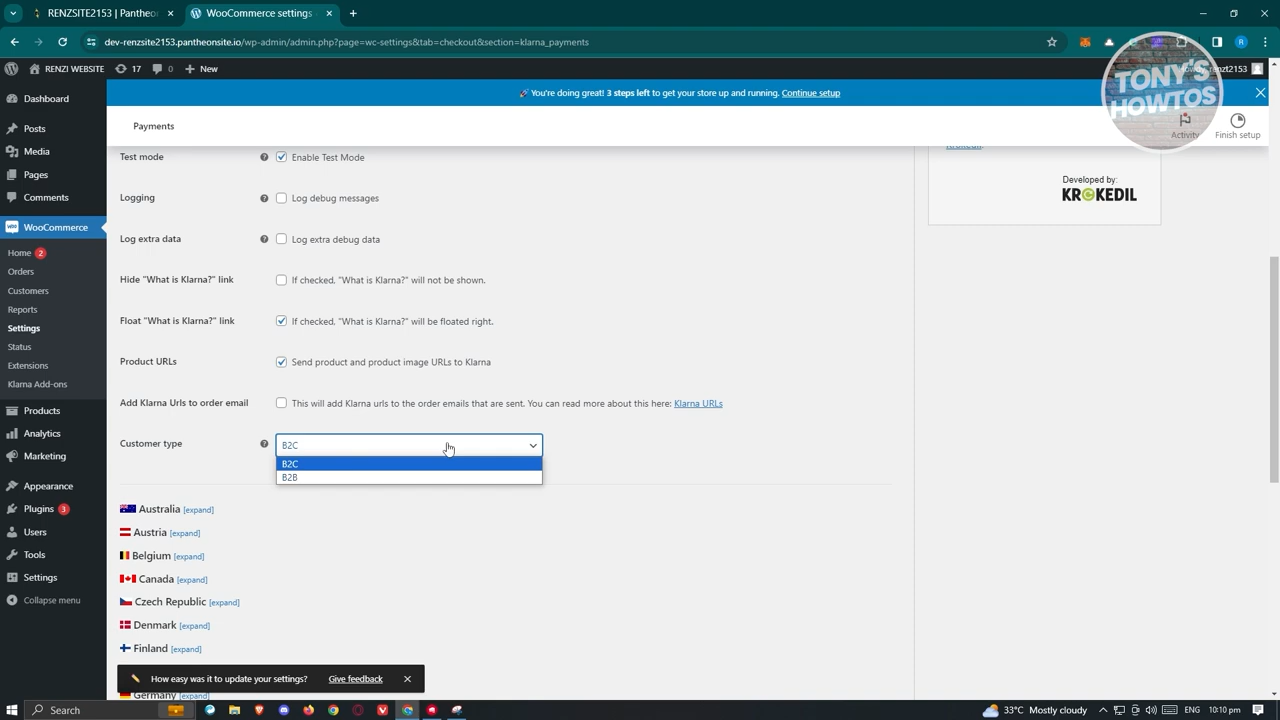 RENZSITE2153 | Pantheon
WooCommerce settings
dev-renzsite2153.pantheonsite.io/wp-admin/admin.php?page=wc-settings&tab=checkout&section=klarna_payments
R
RENZI WEBSITE
17
0
New
renzt2153
TONY'S
HOWTOS
🚀 You're doing great! 3 steps left to get your store up and running. Continue setup
Dashboard
Posts
Media
Pages
Comments
WooCommerce
Home 2
Orders
Customers
Reports
Settings
Status
Extensions
Klarna Add-ons
Products
Analytics
Marketing
Appearance
Plugins 3
Users
Tools
Settings
Collapse menu
Payments
Activity
Finish setup
Test mode
Enable Test Mode
Logging
Log debug messages
Log extra data
Log extra debug data
Hide "What is Klarna?" link
If checked, "What is Klarna?" will not be shown.
Float "What is Klarna?" link
If checked, "What is Klarna?" will be floated right.
Product URLs
Send product and product image URLs to Klarna
Add Klarna Urls to order email
This will add Klarna urls to the order emails that are sent. You can read more about this here: Klarna URLs
Customer type
B2C
B2C
B2B
Australia [expand]
Austria [expand]
Belgium [expand]
Canada [expand]
Czech Republic [expand]
Denmark [expand]
Finland [expand]
Germany [expand]
Krokedil.
Developed by:
KROKEDIL
How easy was it to update your settings?
Give feedback
Search
33°C Mostly cloudy
ENG
10:10 pm